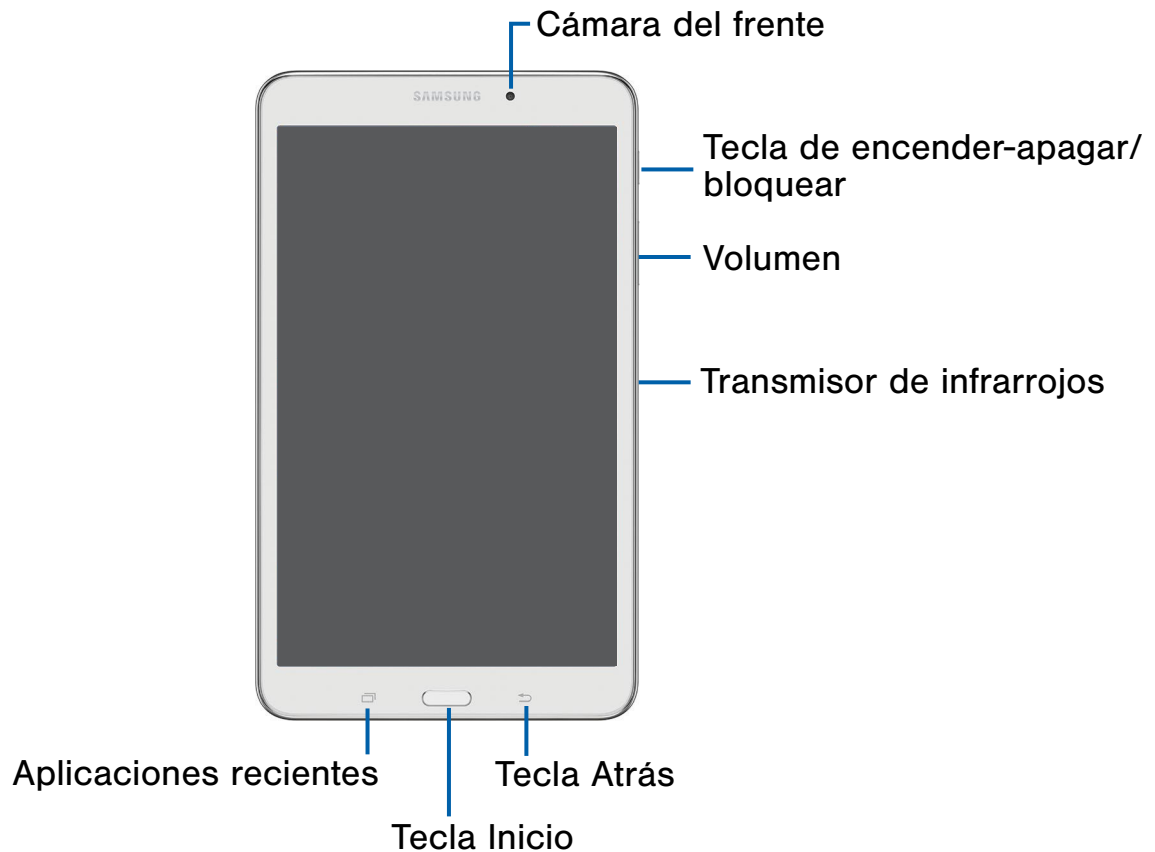 Cámara del frente
SAMSUNG
Tecla de encender-apagar/
bloquear
Volumen
Transmisor de infrarrojos
Aplicaciones recientes
Tecla Atrás
Tecla Inicio